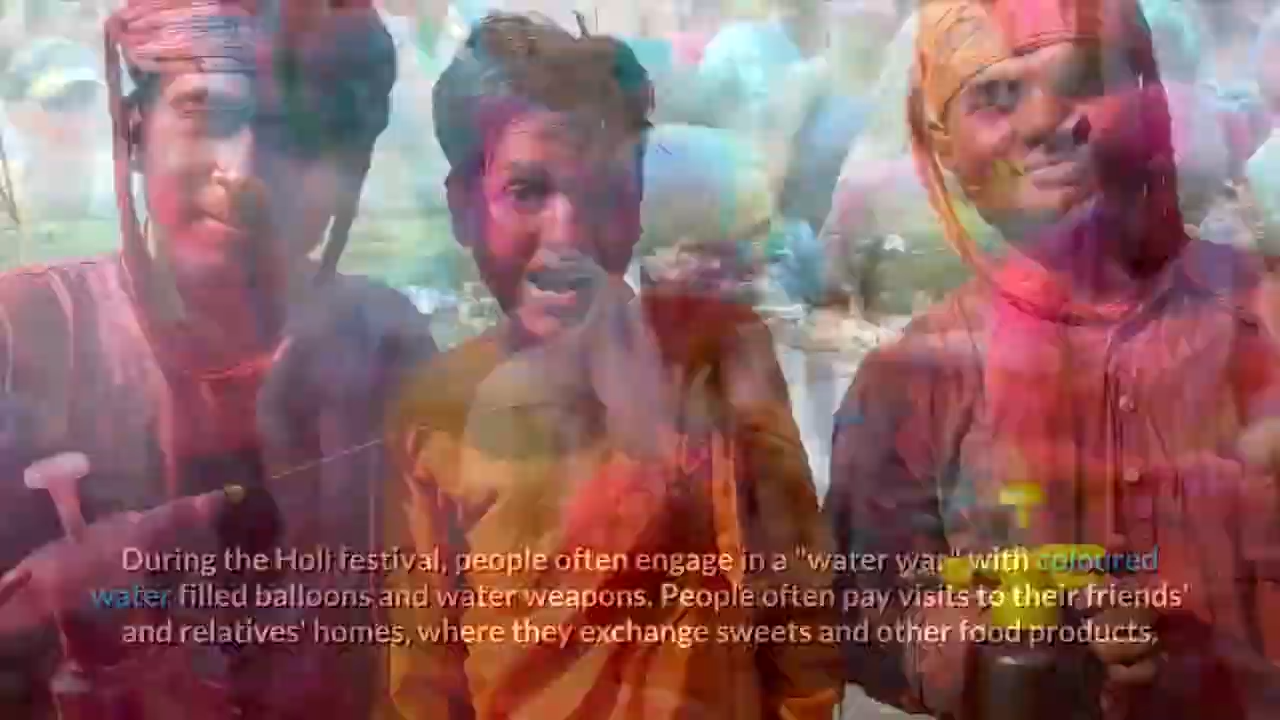 During the Holi festival, people often engage in a "water war" with coloured
water filled balloons and water weapons. People often pay visits to their friends'
and relatives' homes, where they exchange sweets and other food products.